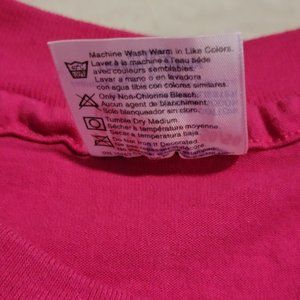 Machine Wash Warm in Like Colors.
Laver à la machine à l'eau tiède
avec couleurs semblables.
Lavar a mano o en lavadora
con agua tibia con colores similares.
Only Non-Chlorine Bleach.
Aucun agent de blanchiment.
Solo blanqueador sin cloro.
Tumble Dry Medium.
Sécher à température moyenne.
Secar a temperatura baja.
Do Not Iron If Decorated.